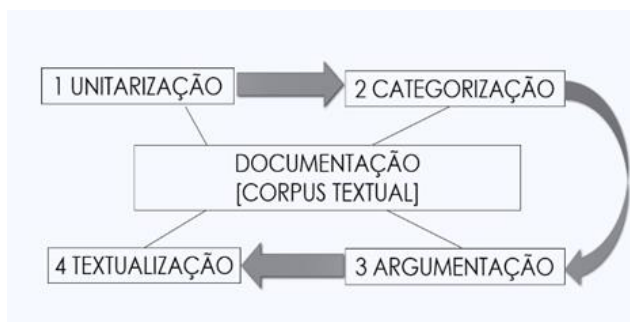 1 UNITARIZAÇÃO
2 CATEGORIZAÇÃO
DOCUMENTAÇÃO
[CORPUS TEXTUAL]
4 TEXTUALIZAÇÃO
3 ARGUMENTAÇÃO